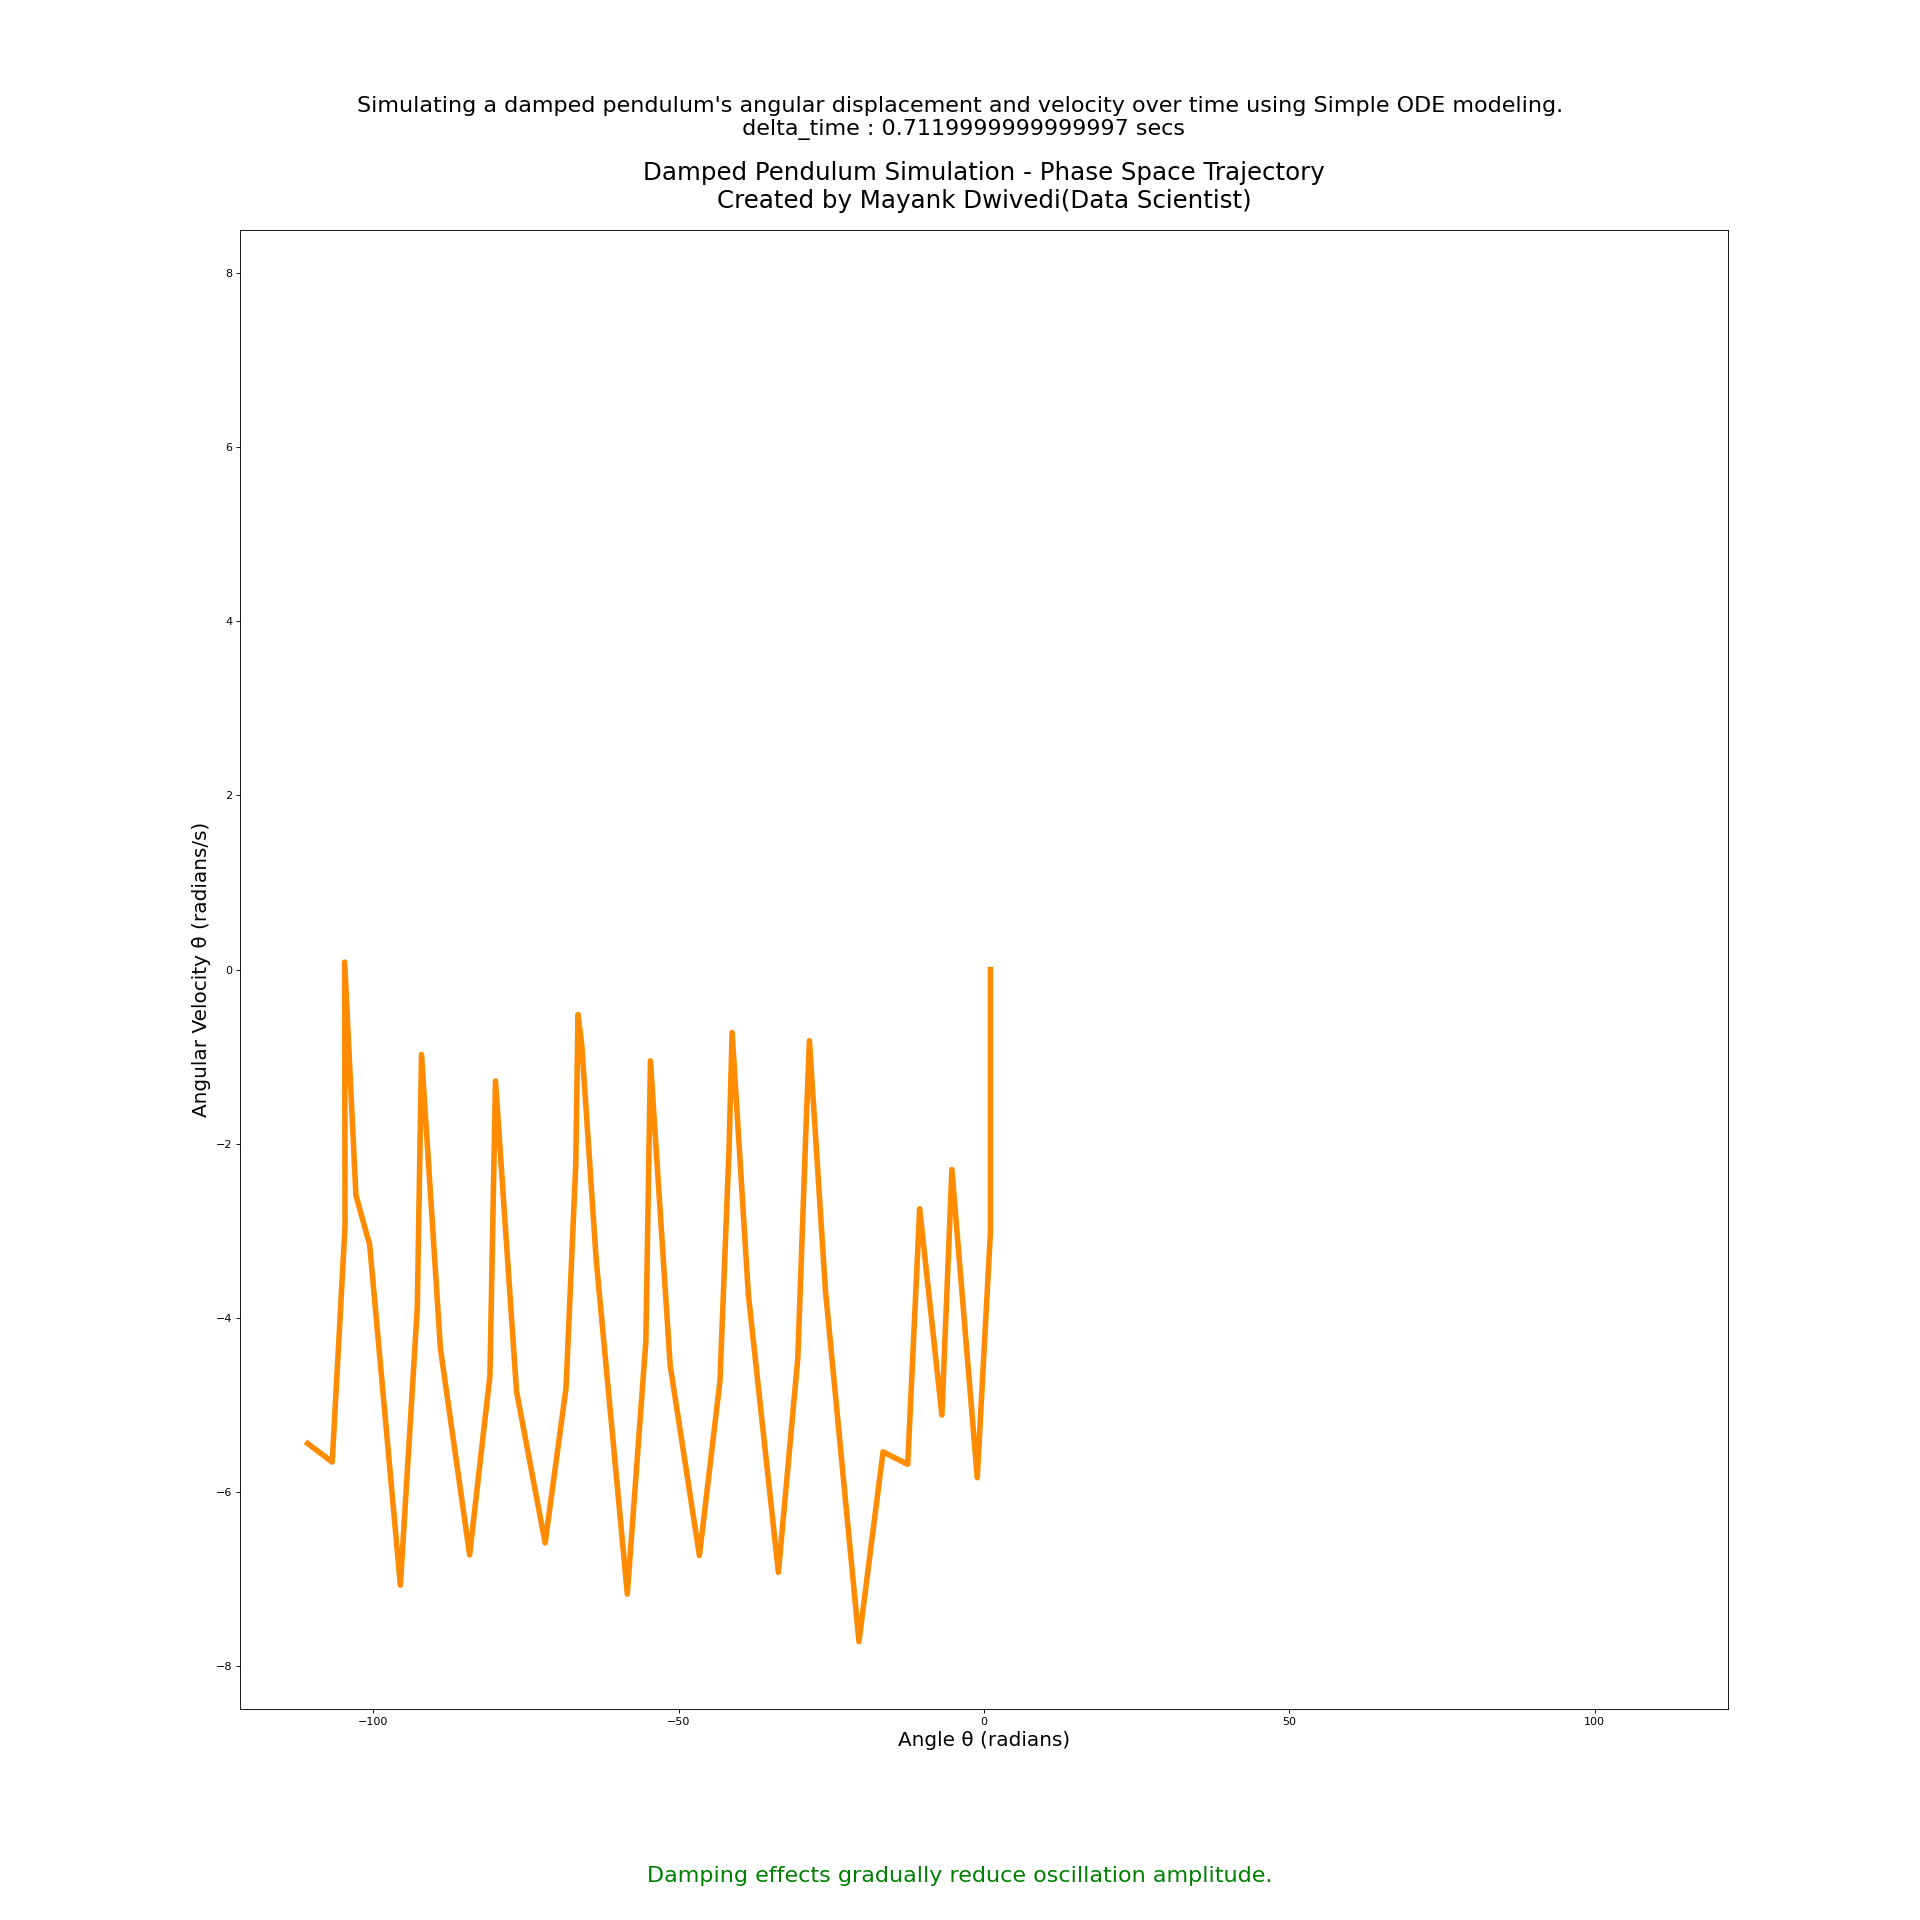 Simulating a damped pendulum's angular displacement and velocity over time using Simple ODE modeling.
delta_time : 0.7119999999999997 secs
Damped Pendulum Simulation - Phase Space Trajectory
Created by Mayank Dwivedi(Data Scientist)
8
6
4
2
0
−2
−4
−6
−8
Angular Velocity θ (radians/s)
−100
−50
0
50
100
Angle θ (radians)
Damping effects gradually reduce oscillation amplitude.